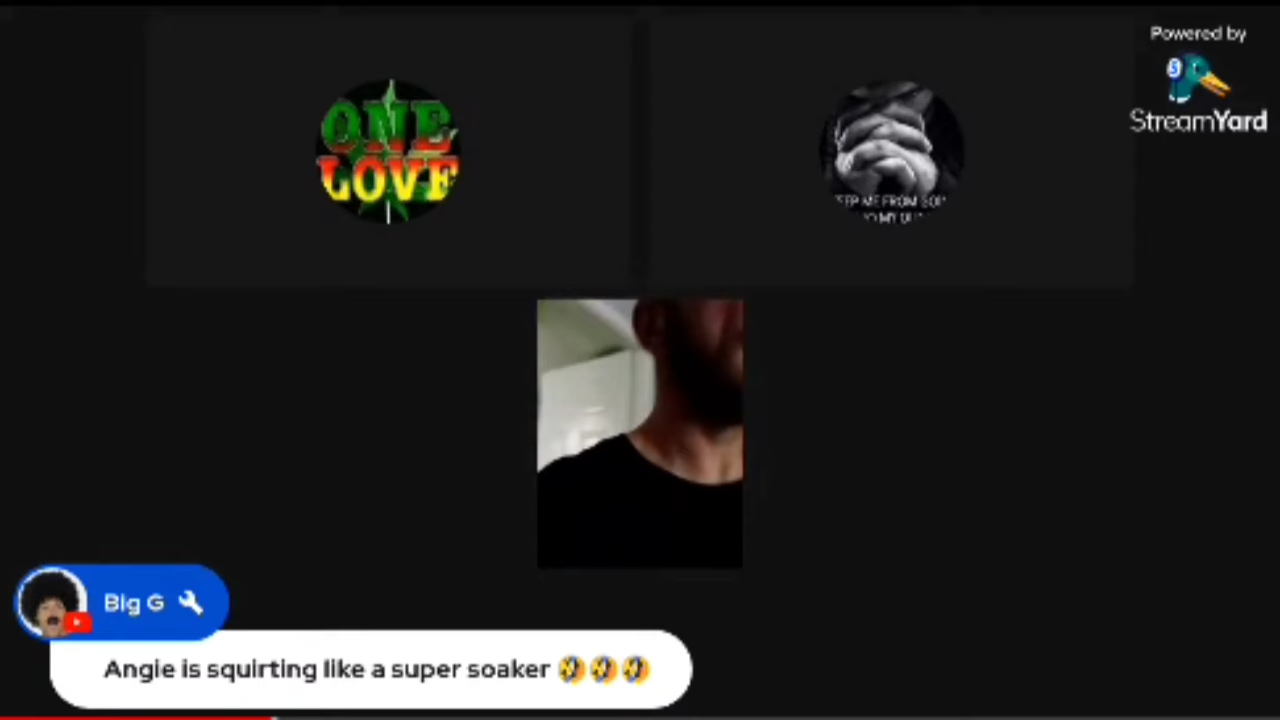 Powered by
StreamYard
ONE
LOVE
Big G
Angie is squirting like a super soaker 🤣🤣🤣